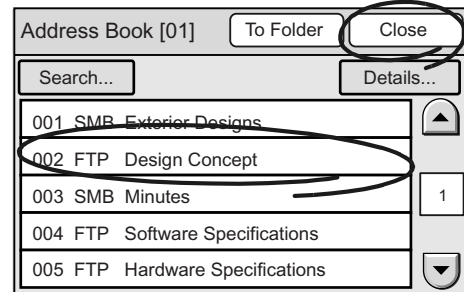 Address Book [01] To Folder Close
Search... Details...
001 SMB Exterior Designs
002 FTP Design Concept
003 SMB Minutes 1
004 FTP Software Specifications
005 FTP Hardware Specifications